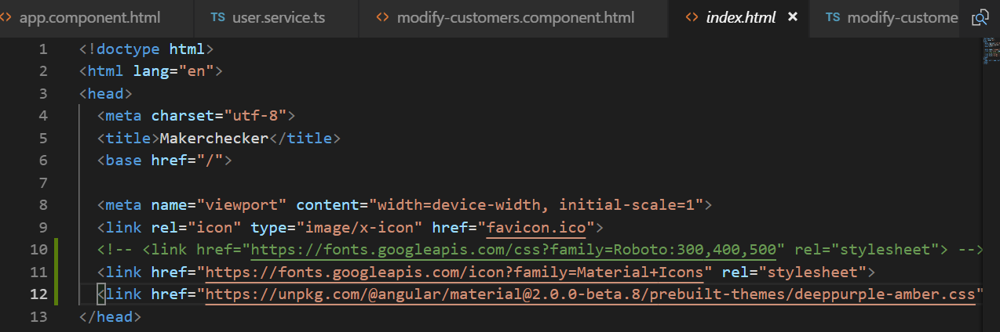 app.component.html
TS user.service.ts
modify-customers.component.html
index.html
TS modify-custome
1 <!doctype html>
2 <html lang="en">
3 <head>
4 <meta charset="utf-8">
5 <title>Makerchecker</title>
6 <base href="/">
7
8 <meta name="viewport" content="width=device-width, initial-scale=1">
9 <link rel="icon" type="image/x-icon" href="favicon.ico">
10 <!-- <link href="https://fonts.googleapis.com/css?family=Roboto:300,400,500" rel="stylesheet"> -->
11 <link href="https://fonts.googleapis.com/icon?family=Material+Icons" rel="stylesheet">
12 <link href="https://unpkg.com/@angular/material@2.0.0-beta.8/prebuilt-themes/deeppurple-amber.css"
13 </head>